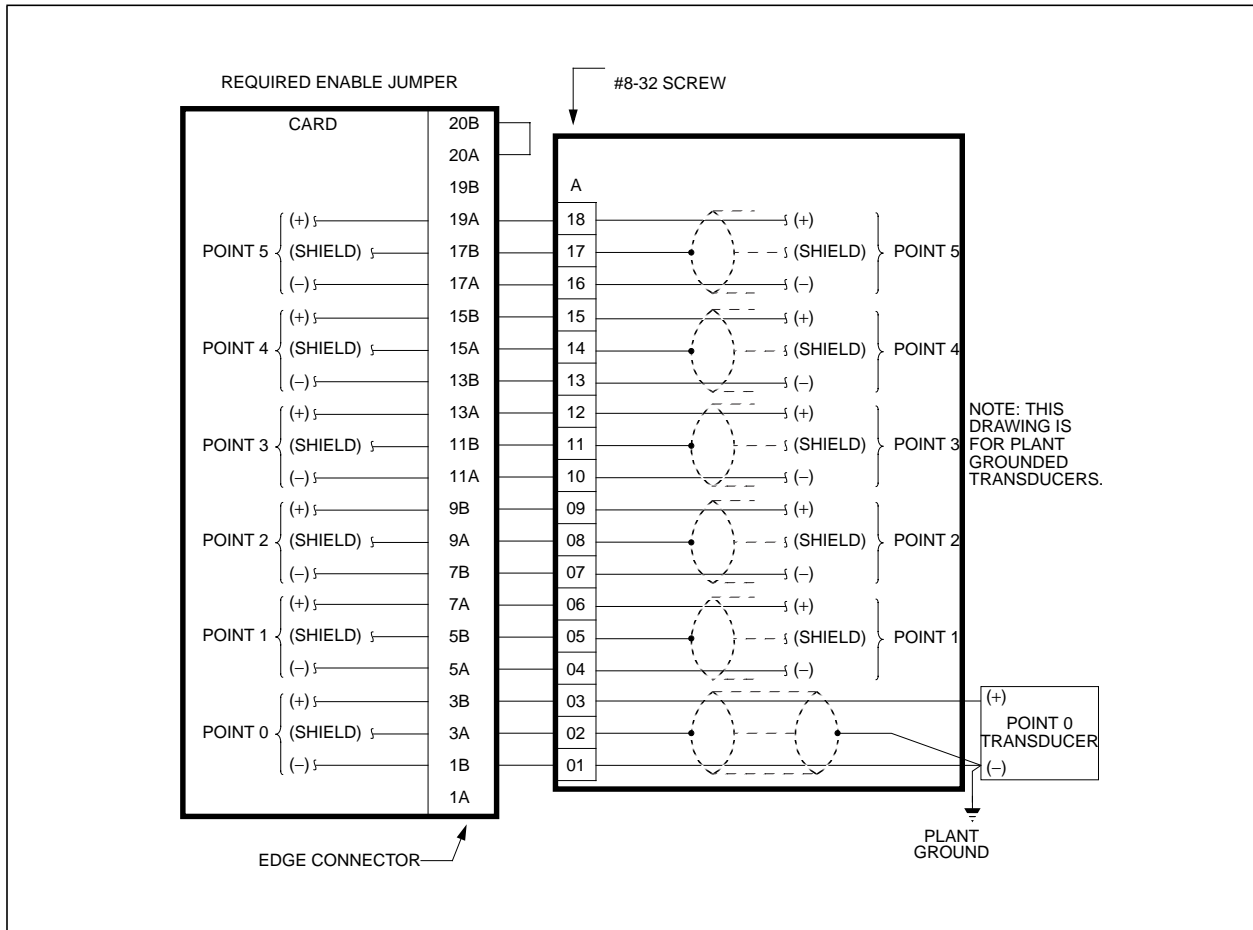 REQUIRED ENABLE JUMPER
#8-32 SCREW
CARD
20B
20A
19B
A
(+) 19A 18 (+)
POINT 5 (SHIELD) 17B 17 (SHIELD) POINT 5
(−) 17A 16 (−)
(+) 15B 15 (+)
POINT 4 (SHIELD) 15A 14 (SHIELD) POINT 4
(−) 13B 13 (−)
(+) 13A 12 (+)
POINT 3 (SHIELD) 11B 11 (SHIELD) POINT 3
(−) 11A 10 (−)
NOTE: THIS
DRAWING IS
FOR PLANT
GROUNDED
TRANSDUCERS.
(+) 9B 09 (+)
POINT 2 (SHIELD) 9A 08 (SHIELD) POINT 2
(−) 7B 07 (−)
(+) 7A 06 (+)
POINT 1 (SHIELD) 5B 05 (SHIELD) POINT 1
(−) 5A 04 (−)
(+) 3B 03 (+)
POINT 0 (SHIELD) 3A 02
POINT 0
TRANSDUCER
(−) 1B 01 (−)
1A
PLANT
GROUND
EDGE CONNECTOR